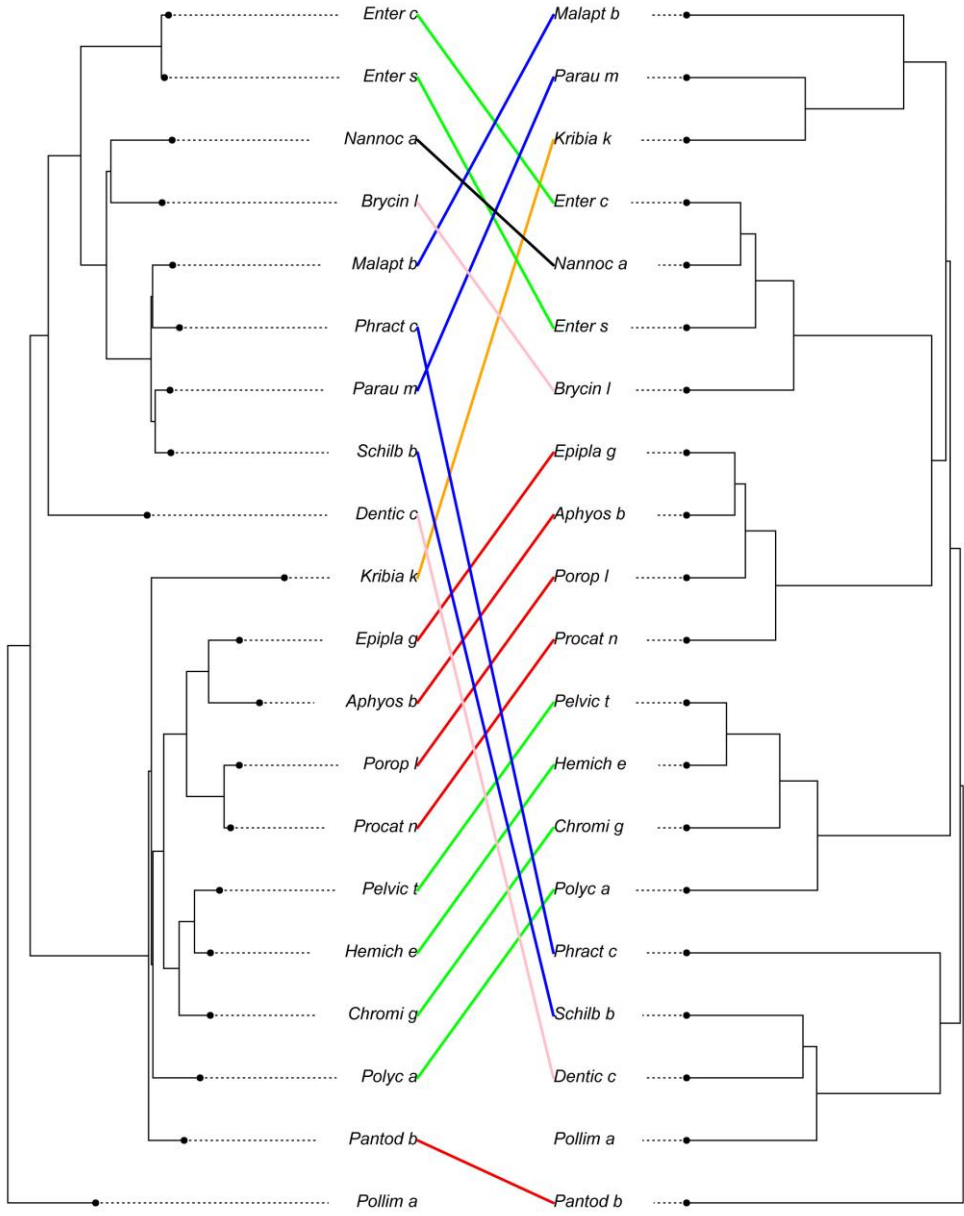 Enter c Malapt b
Enter s Parau m
Nannoc a Kribia k
Brycin l Enter c
Malapt b Nannoc a
Phract c Enter s
Parau m Brycin l
Schilb b Epipla g
Dentic c Aphyos b
Kribia k Porop l
Epipla g Procat n
Aphyos b Pelvic t
Porop l Hemich e
Procat n Chromi g
Pelvic t Polyc a
Hemich e Phract c
Chromi g Schilb b
Polyc a Dentic c
Pantod b Pollim a
Pollim a Pantod b